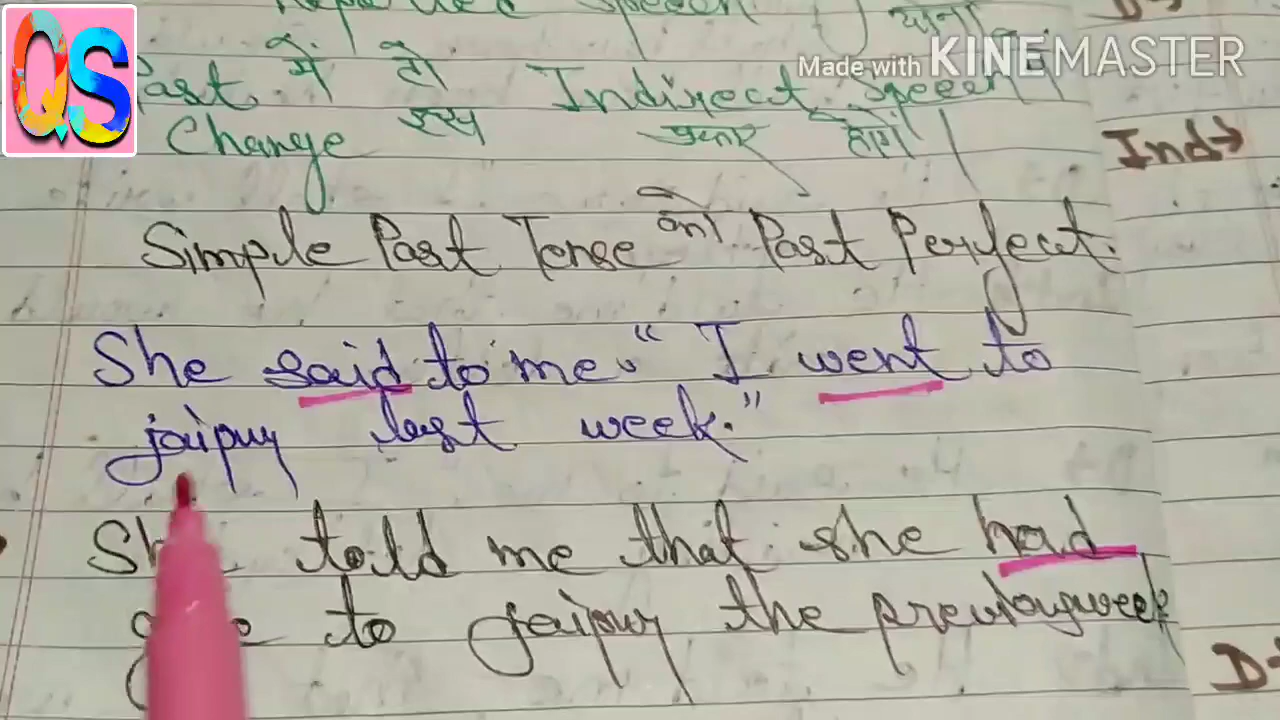 QS
Made with KINEMASTER
Speech
Past में हो Indirect Speech
Change इस प्रकार होगा।
Ind→
Simple Past Tense को Past Perfect.
She said to me. " I went to
jaipur last week."
She told me that she had
to jaipur the previous week
D→